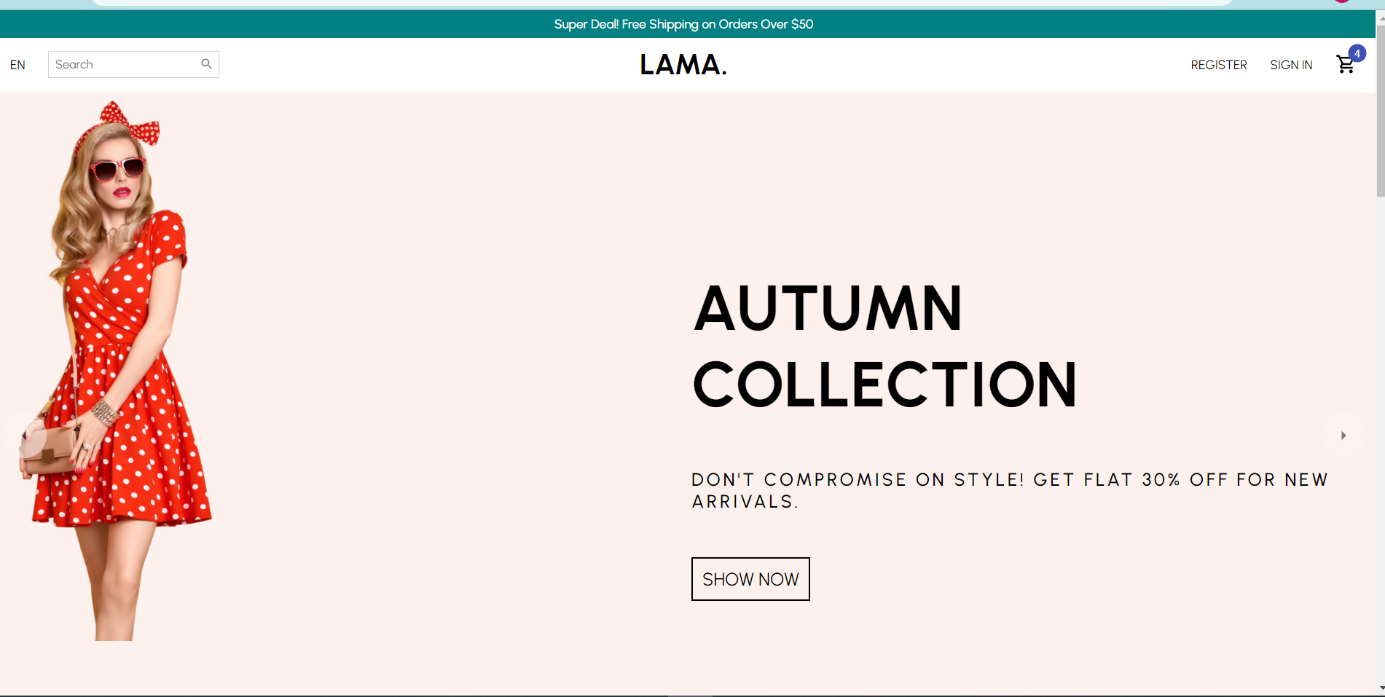 Super Deal! Free Shipping on Orders Over $50
EN
Search
LAMA.
REGISTER
SIGN IN
4
AUTUMN
COLLECTION
DON'T COMPROMISE ON STYLE! GET FLAT 30% OFF FOR NEW
ARRIVALS.
SHOW NOW